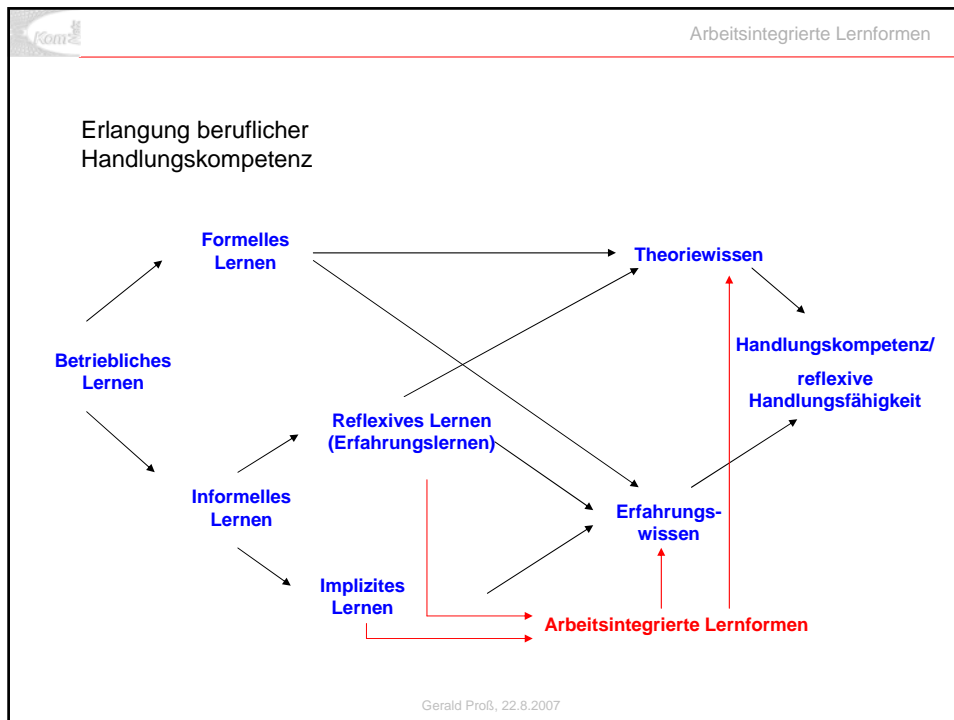 Kom
Arbeitsintegrierte Lernformen
Erlangung beruflicher
Handlungskompetenz
Formelles
Lernen
Theoriewissen
Betriebliches
Lernen
Handlungskompetenz/
reflexive
Handlungsfähigkeit
Reflexives Lernen
(Erfahrungslernen)
Informelles
Lernen
Erfahrungs-
wissen
Implizites
Lernen
Arbeitsintegrierte Lernformen
Gerald Proß, 22.8.2007